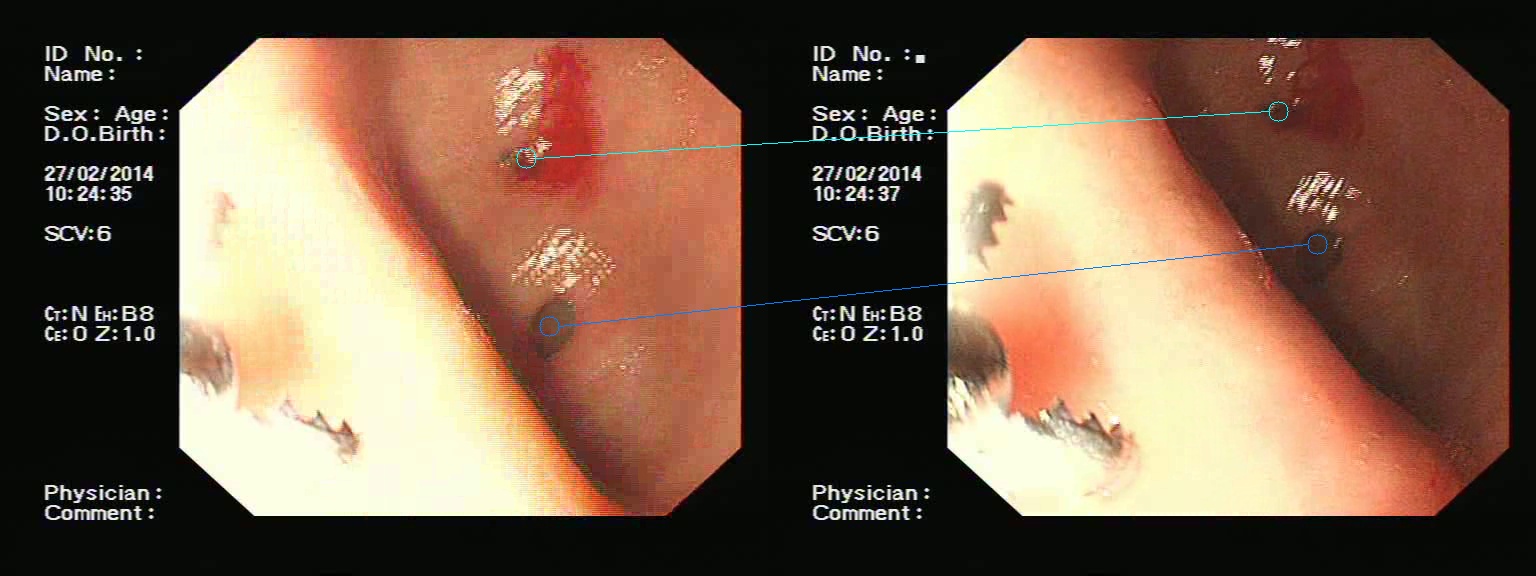 ID No. :
Name:
Sex: Age:
D.O.Birth:
27/02/2014
10:24:35
SCV:6
CT:N EH:B8
CE:0 Z:1.0
Physician:
Comment:
ID No. :
Name:
Sex: Age:
D.O.Birth:
27/02/2014
10:24:37
SCV:6
CT:N EH:B8
CE:0 Z:1.0
Physician:
Comment: